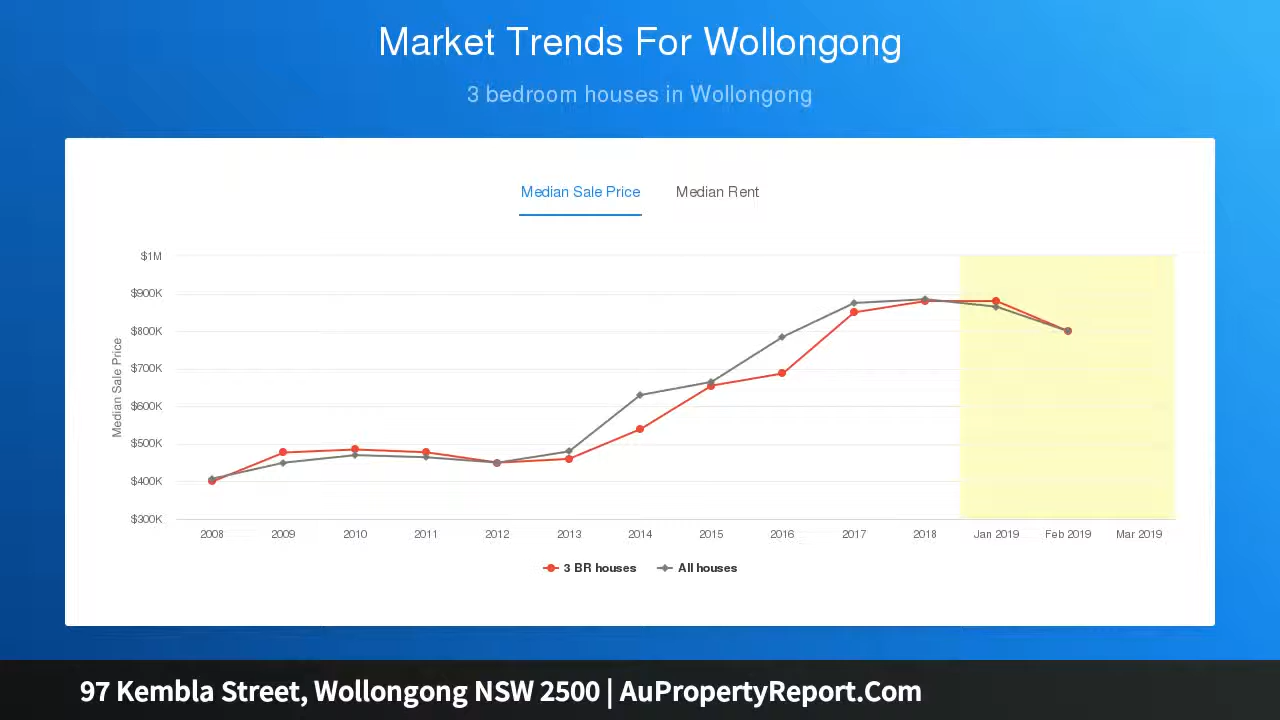 Market Trends For Wollongong
3 bedroom houses in Wollongong
Median Sale Price Median Rent
Median Sale Price
$1M
$900K
$800K
$700K
$600K
$500K
$400K
$300K
2008 2009 2010 2011 2012 2013 2014 2015 2016 2017 2018 Jan 2019 Feb 2019 Mar 2019
3 BR houses All houses
97 Kembla Street, Wollongong NSW 2500 | AuPropertyReport.Com